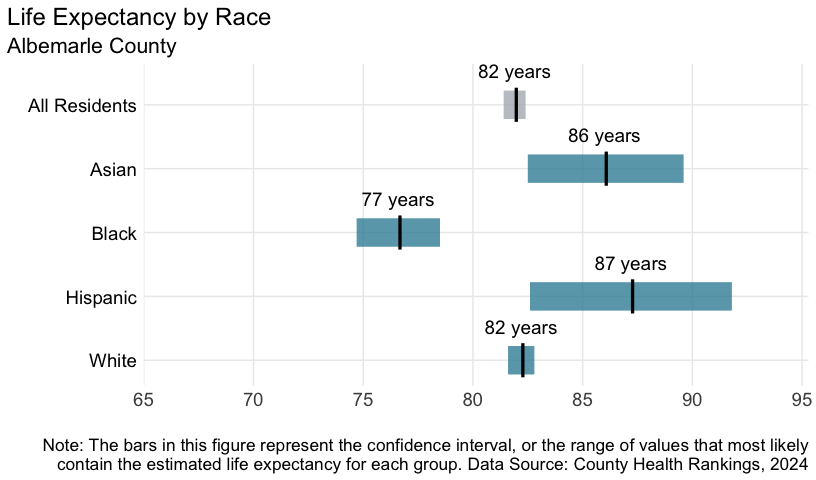 Life Expectancy by Race
Albemarle County
82 years
All Residents
86 years
Asian
77 years
Black
87 years
Hispanic
82 years
White
65 70 75 80 85 90 95
Note: The bars in this figure represent the confidence interval, or the range of values that most likely
contain the estimated life expectancy for each group. Data Source: County Health Rankings, 2024